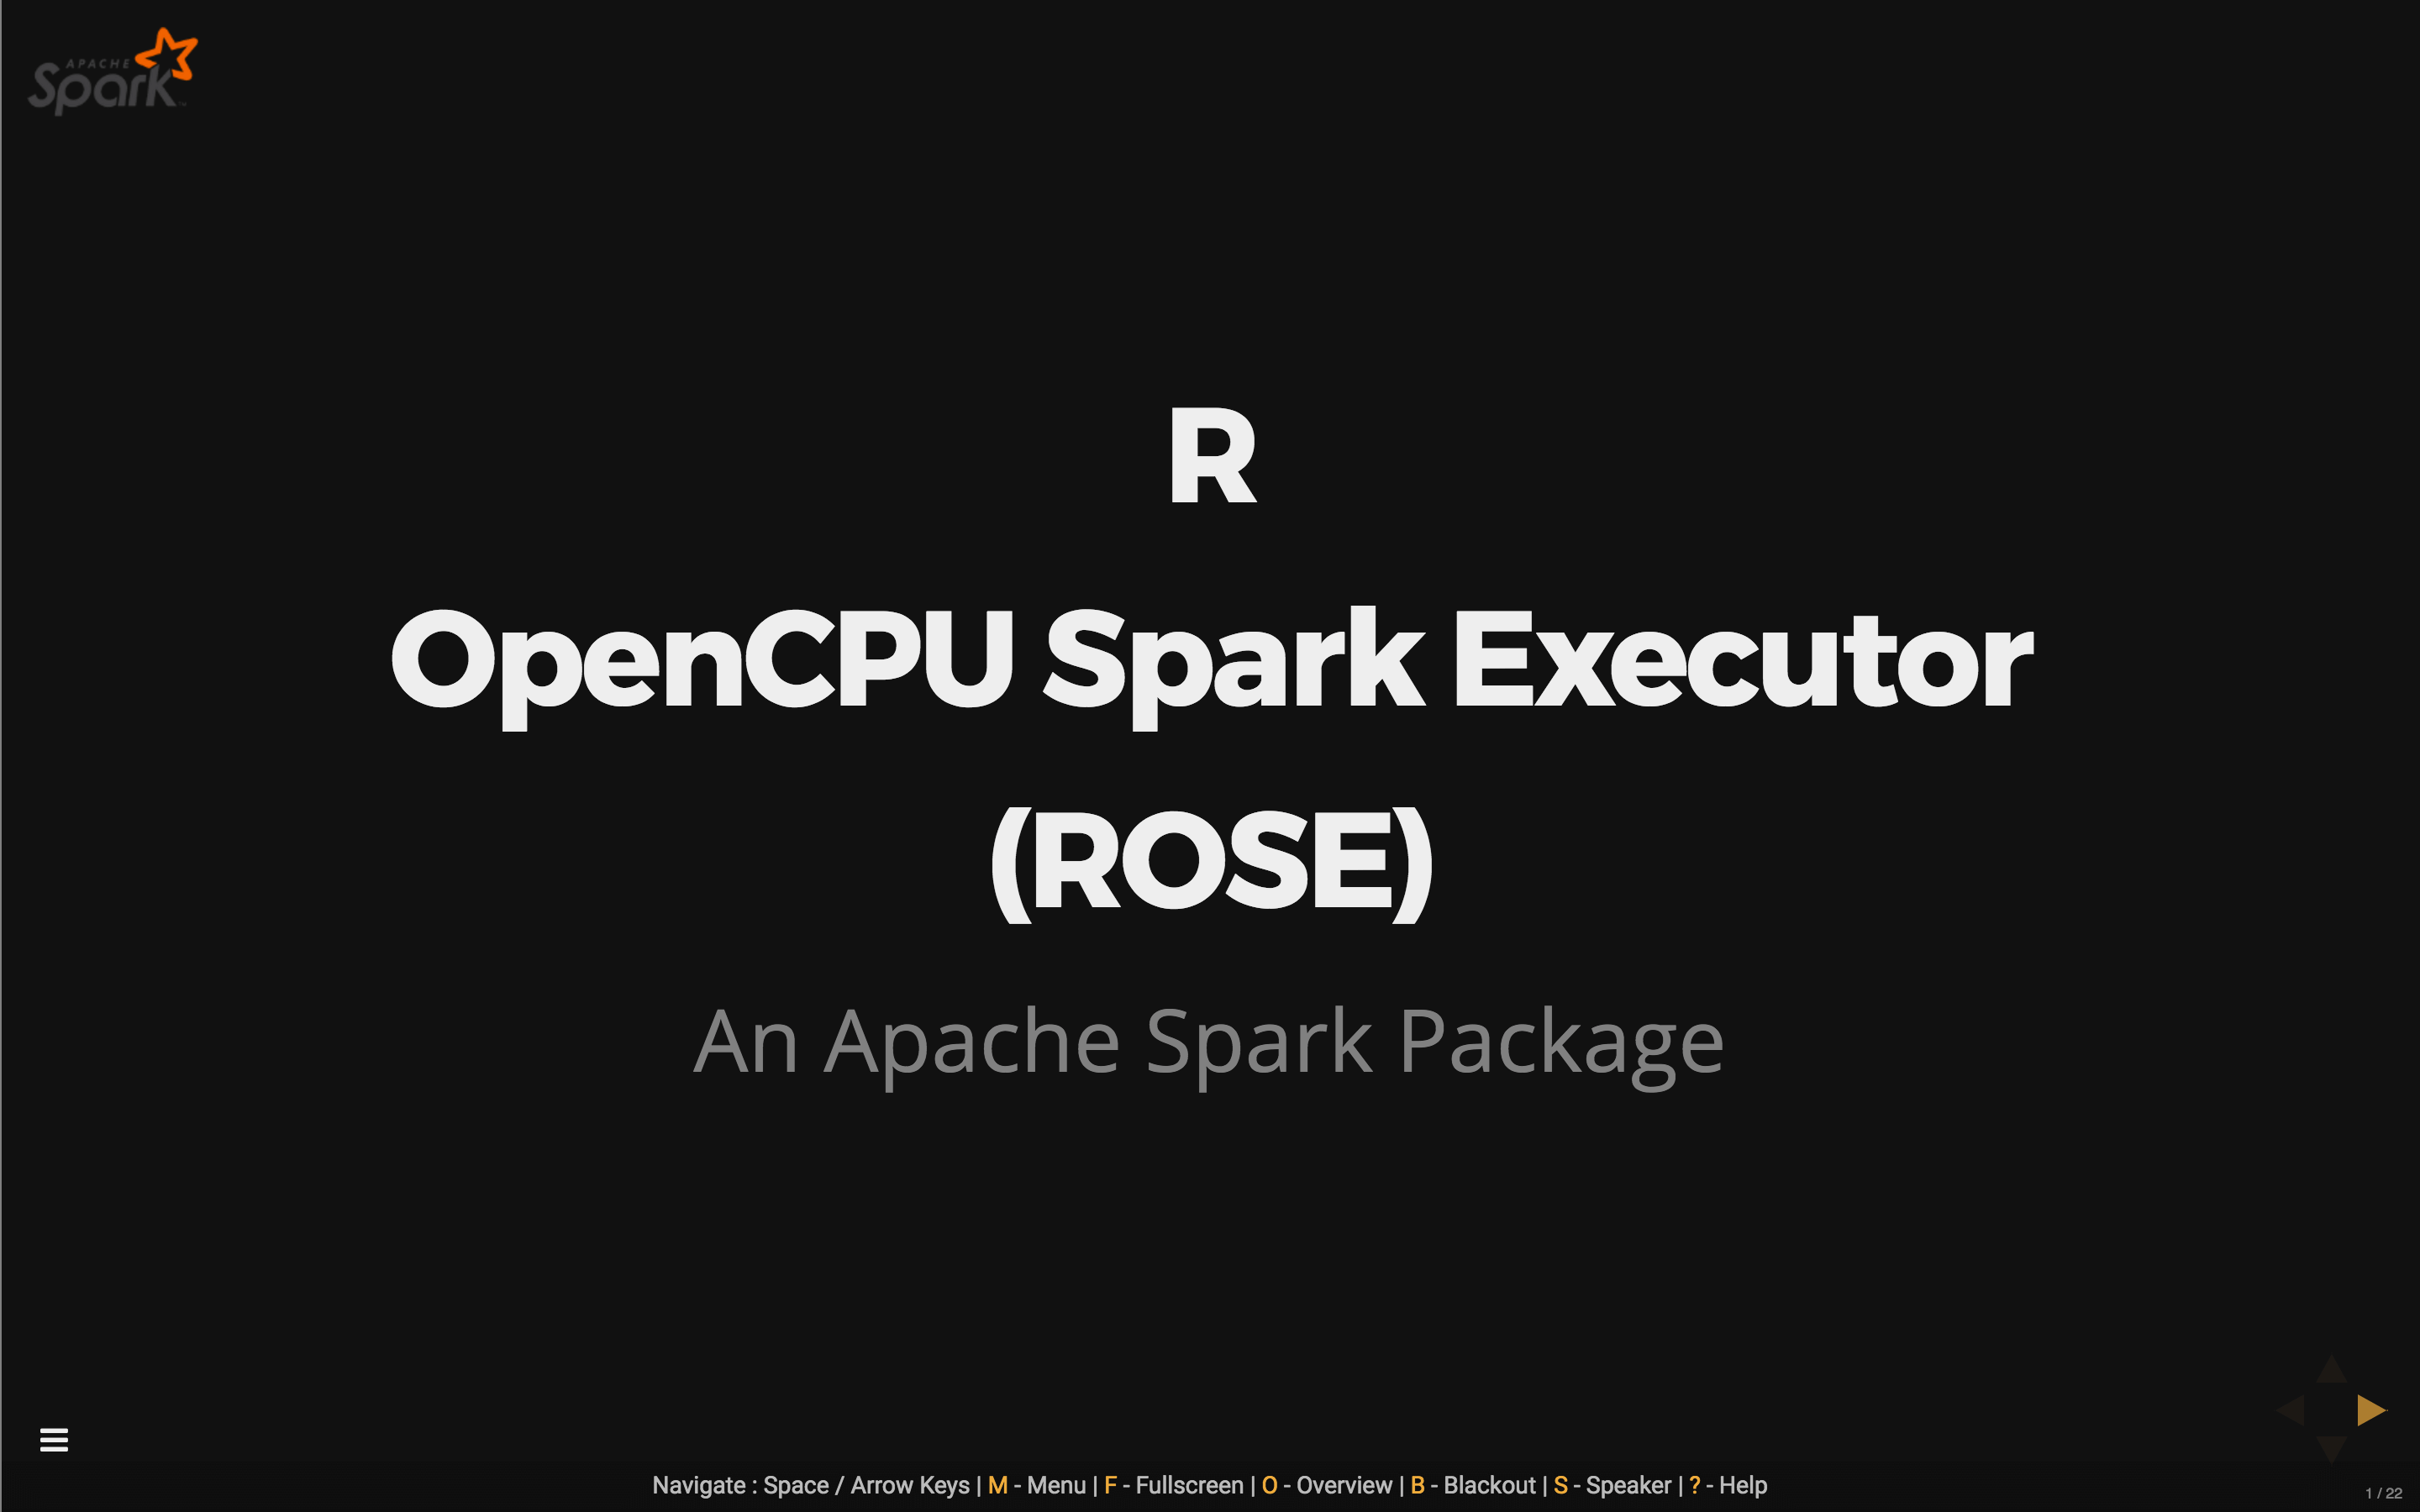 APACHE
Spark™
R
OpenCPU Spark Executor
(ROSE)
An Apache Spark Package
Navigate : Space / Arrow Keys | M - Menu | F - Fullscreen | O - Overview | B - Blackout | S - Speaker | ? - Help
1 / 22